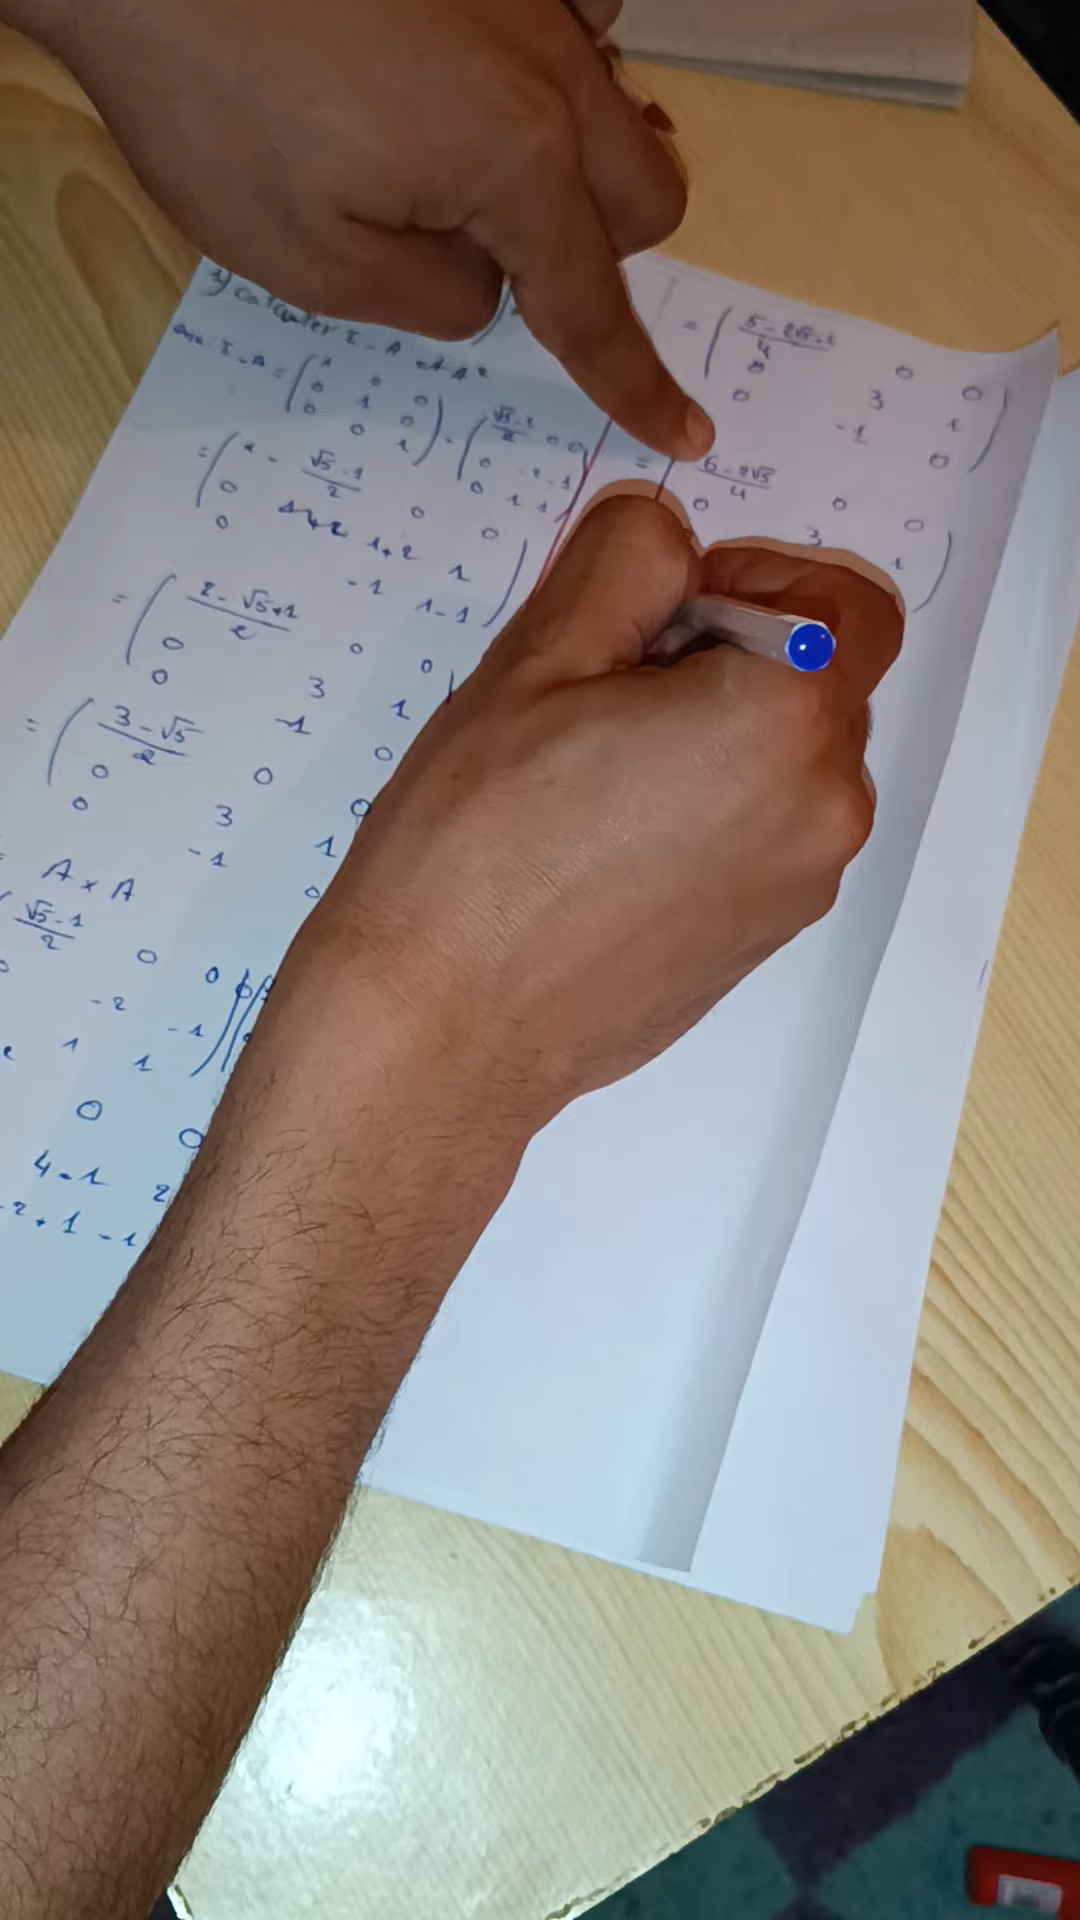 1) calculer I - A et A²
I - A = ( 1 0 0 ) - ( √5-1/2 0 0
0 1 0 0 -2 -1
0 0 1 0 1 1
= ( 1 - √5-1/2 0 0
0 1+2 1
0 -1 1-1 )
= ( 2-√5+1/2 0 0
0 3 1
0 -1 0
= ( 3-√5/2 0 0
0 3 1
0 -1 0
A × A
( √5-1/2 0 0
0 -2 -1
1 1 )
0 0
4-1 2
-2+1 -1
= ( 5-2√5+1/4 0 0
0 3 1
0 -1 0 )
= 6-2√5/4 0 0
0 3 1 )